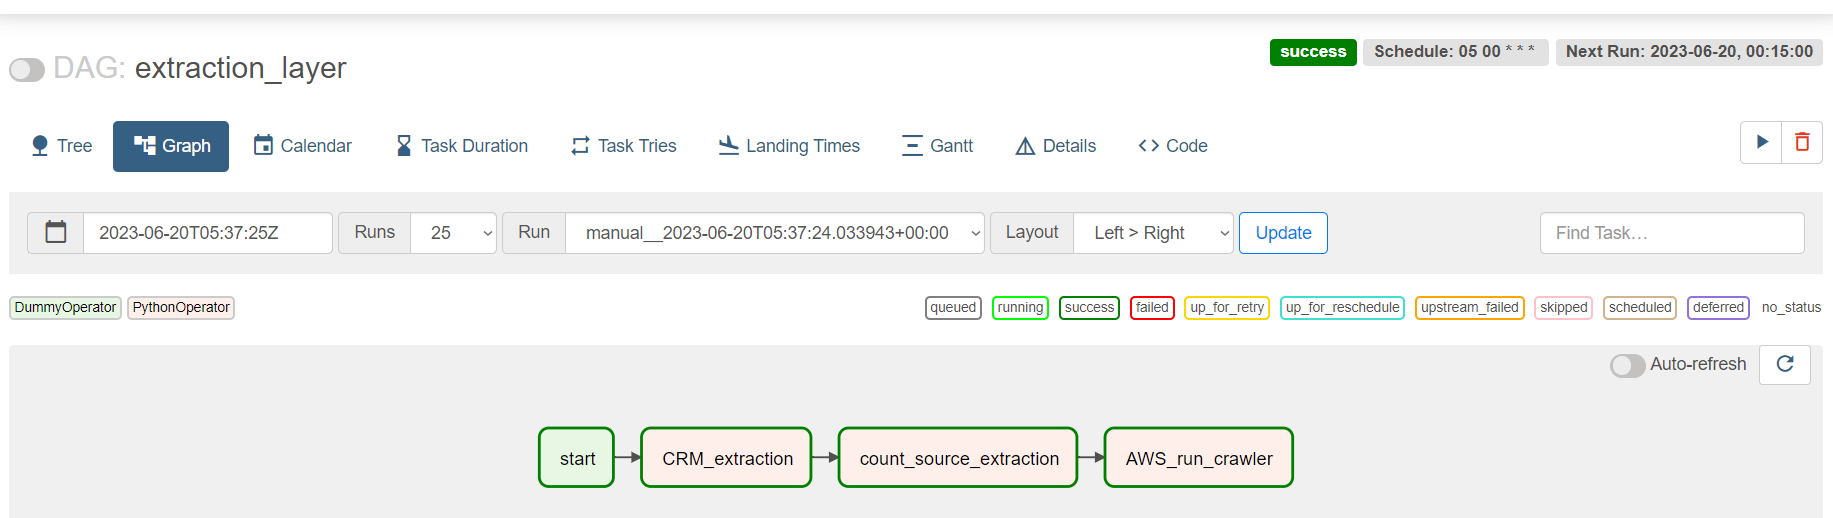 success Schedule: 05 00 * * * Next Run: 2023-06-20, 00:15:00
DAG: extraction_layer
Tree Graph Calendar Task Duration Task Tries Landing Times Gantt Details Code
2023-06-20T05:37:25Z Runs 25 Run manual__2023-06-20T05:37:24.033943+00:00 Layout Left > Right Update Find Task…
DummyOperator PythonOperator queued running success failed up_for_retry up_for_reschedule upstream_failed skipped scheduled deferred no_status
Auto-refresh
start CRM_extraction count_source_extraction AWS_run_crawler